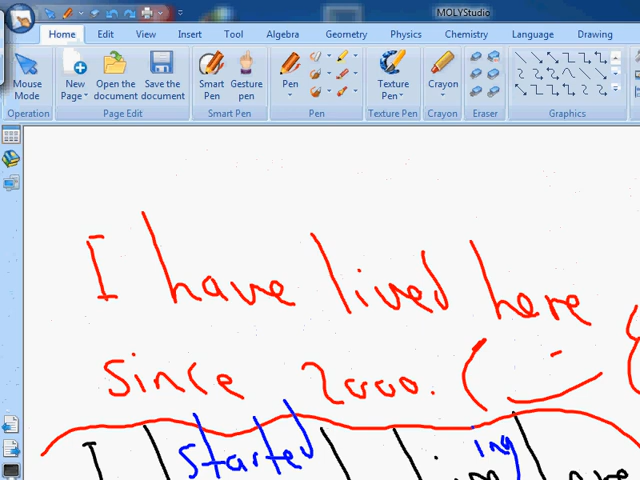 MOLYStudio
Home Edit View Insert Tool Algebra Geometry Physics Chemistry Language Drawing
Mouse Mode
New Page
Open the document
Save the document
Smart Pen
Gesture pen
Pen
Texture Pen
Crayon
Operation Page Edit Smart Pen Pen Texture Pen Crayon Eraser Graphics
I have lived here
since 2000. (
I started ing